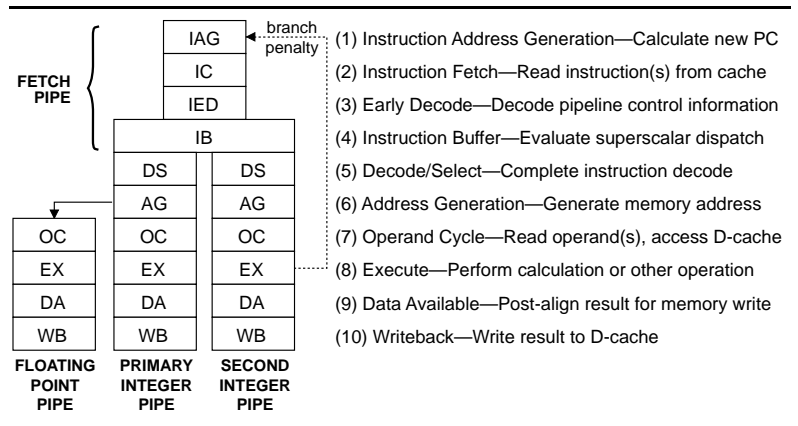 IAG
branch
penalty
(1) Instruction Address Generation—Calculate new PC
IC
(2) Instruction Fetch—Read instruction(s) from cache
FETCH
PIPE
IED
(3) Early Decode—Decode pipeline control information
IB
(4) Instruction Buffer—Evaluate superscalar dispatch
DS DS
(5) Decode/Select—Complete instruction decode
AG AG
(6) Address Generation—Generate memory address
OC OC OC
(7) Operand Cycle—Read operand(s), access D-cache
EX EX EX
(8) Execute—Perform calculation or other operation
DA DA DA
(9) Data Available—Post-align result for memory write
WB WB WB
(10) Writeback—Write result to D-cache
FLOATING
POINT
PIPE
PRIMARY
INTEGER
PIPE
SECOND
INTEGER
PIPE